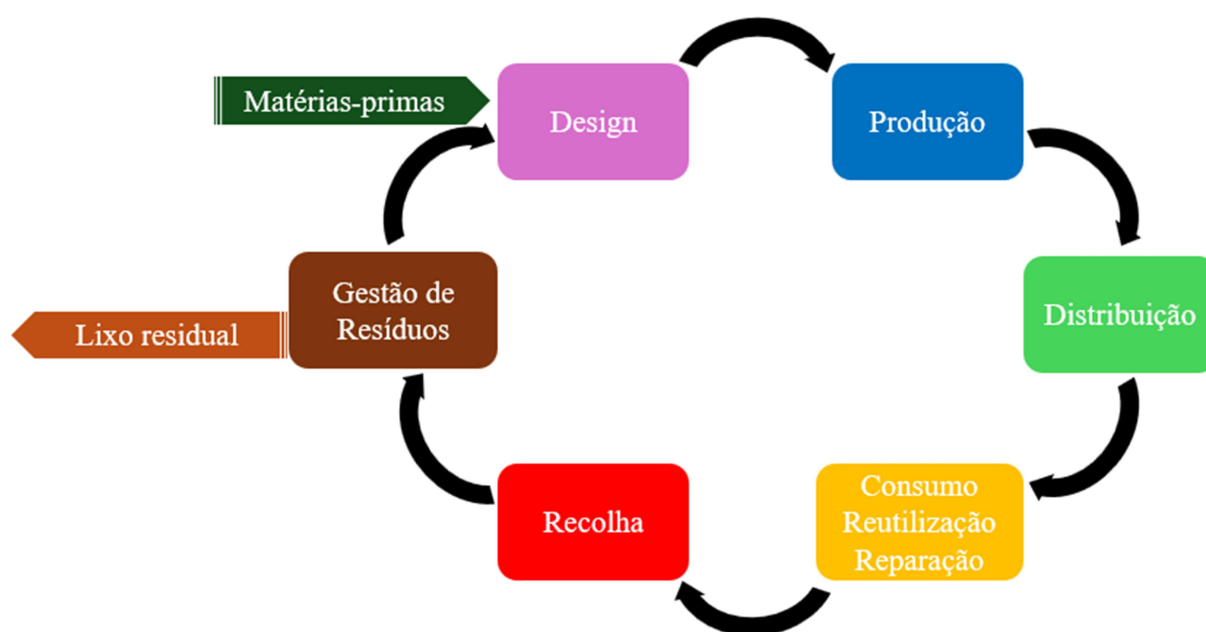 Matérias-primas
Design
Produção
Distribuição
Consumo
Reutilização
Reparação
Recolha
Gestão de
Resíduos
Lixo residual